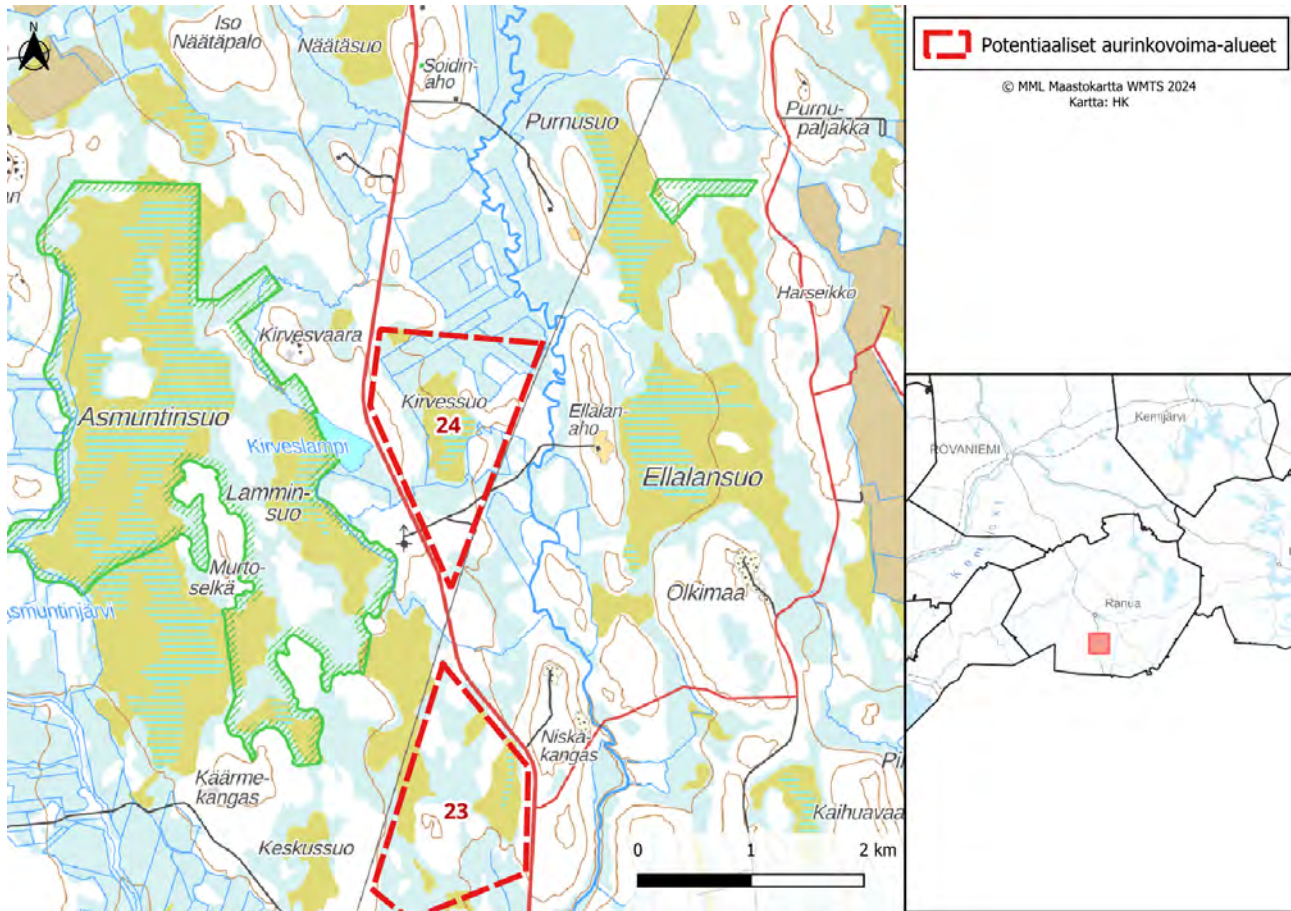 N
Iso
Näätäpalo
Näätäsuo
Soidin-
aho
Purnusuo
Purnu-
paljakka
Harseikko
Kirvesvaara
Asmuntinsuo
Kirvessuo
24
Ellalan-
aho
Kirveslampi
Lammin-
suo
Ellalansuo
Murto-
selkä
Olkimaa
Niska-
kangas
Käärme-
kangas
23
Kaihuavaa
Keskussuo
0 1 2 km
Potentiaaliset aurinkovoima-alueet
© MML Maastokartta WMTS 2024
Kartta: HK
Kemijärvi
ROVANIEMI
Ranua